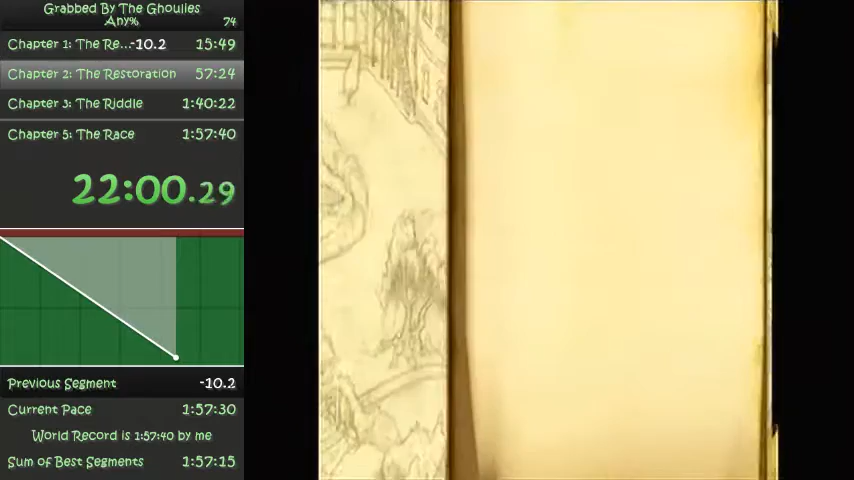 Grabbed By The Ghoulies
Any% 74
Chapter 1: The Re... -10.2 15:49
Chapter 2: The Restoration 57:24
Chapter 3: The Riddle 1:40:22
Chapter 5: The Race 1:57:40
22:00.29
Previous Segment -10.2
Current Pace 1:57:30
World Record is 1:57:40 by me
Sum of Best Segments 1:57:15